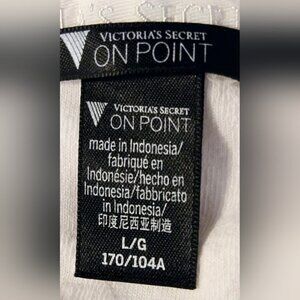 VICTORIA'S SECRET
ON POINT
VICTORIA'S SECRET
ON POINT
made in Indonesia/
fabriqué en
Indonésie/hecho en
Indonesia/fabbricato
in Indonesia/
印度尼西亚制造
L/G
170/104A